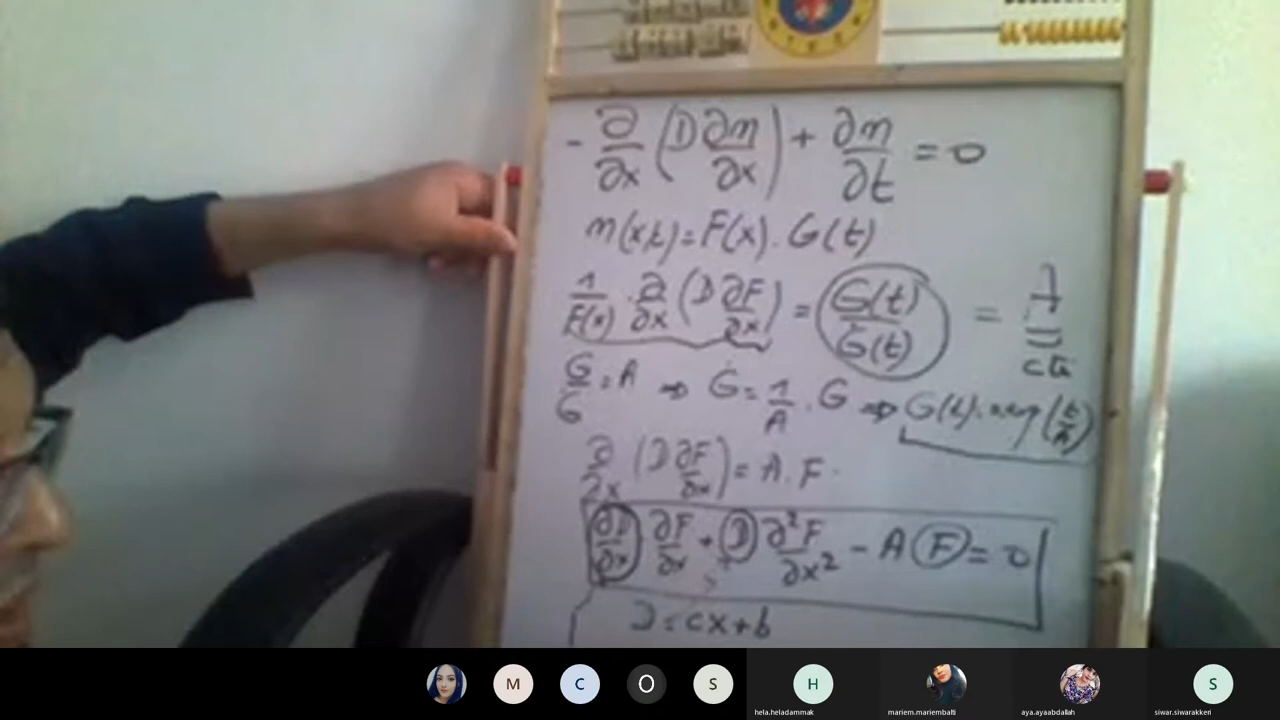 - ∂/∂x (D ∂m/∂x) + ∂m/∂t = 0
m(x,t) = F(x) . G(t)
1/F(x) . ∂/∂x (D ∂F/∂x) = G(t)/Ġ(t) = A = cte
G/Ġ = A => Ġ = 1/A . G => G(t) . exp (t/A)
∂/∂x (D ∂F/∂x) = A . F
∂D/∂x ∂F/∂x + D ∂²F/∂x² - A F = 0
D = cx+b
M
C
O
S
H
S
hela.heladammak
mariem.mariembalti
aya.ayaabdallah
siwar.siwarakkeri